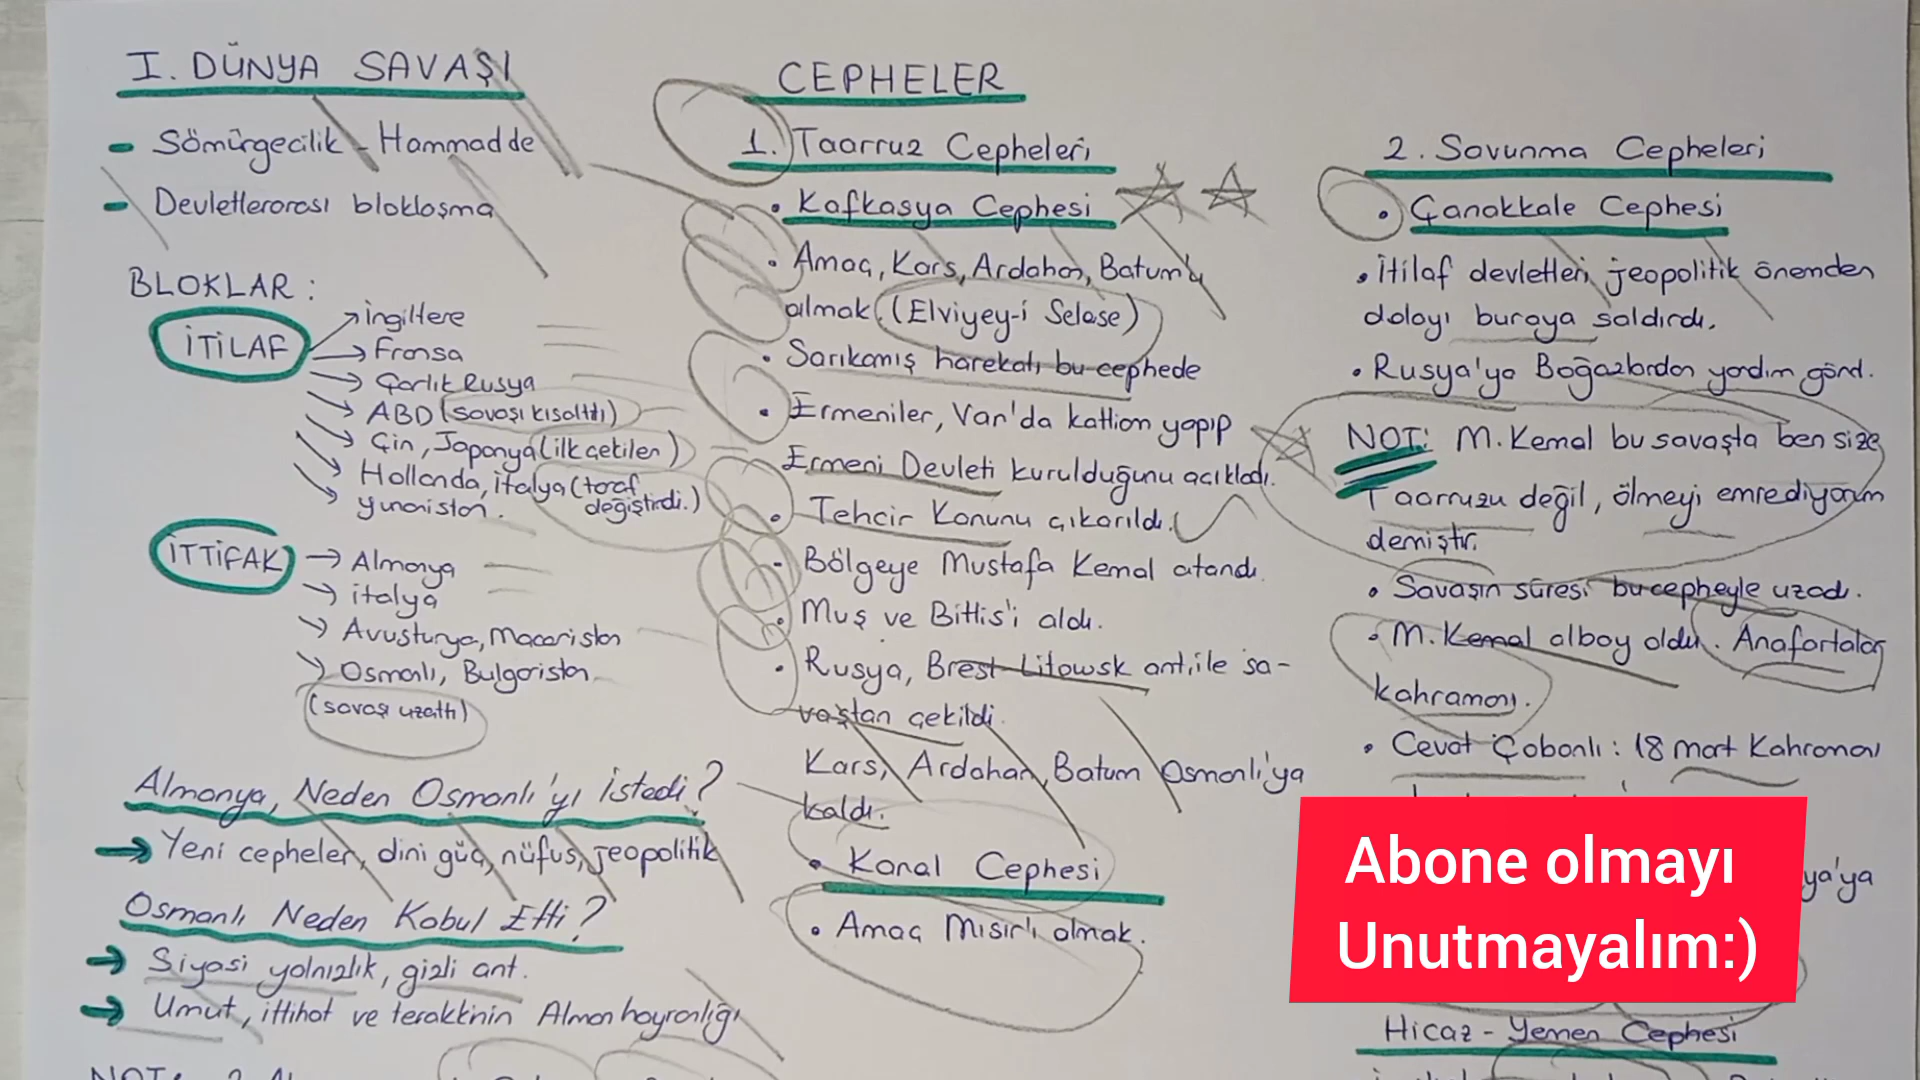 I. DÜNYA SAVAŞI
Sömürgecilik - Hammadde
Devletlerarası bloklaşma
BLOKLAR :
İTİLAF
İngiltere
Fransa
Çarlık Rusya
ABD (savaşı kısalttı)
Çin, Japonya (ilk çekilen)
Hollanda, İtalya (taraf
değiştirdi.)
Yunanistan.
İTTİFAK
Almanya
İtalya
Avusturya, Macaristan
Osmanlı, Bulgaristan
(savaşı uzattı)
Almanya, Neden Osmanlı'yı İstedi?
Yeni cepheler, dini güç, nüfus, jeopolitik
Osmanlı Neden Kabul Etti?
Siyasi yalnızlık, gizli ant.
Umut, ittihat ve terakki'nin Alman hayranlığı
CEPHELER
1. Taarruz Cepheleri
• Kafkasya Cephesi
• Amaç, Kars, Ardahan, Batum'u
almak (Elviyey-i Selase)
• Sarıkamış harekatı bu cephede
• Ermeniler, Van'da katliam yapıp
Ermeni Devleti kurulduğunu açıkladı.
• Tehcir Kanunu çıkarıldı.
• Bölgeye Mustafa Kemal atandı.
• Muş ve Bitlis'i aldı.
• Rusya, Brest Litowsk ant, ile sa-
vaştan çekildi.
Kars, Ardahan, Batum Osmanlı'ya
kaldı.
• Kanal Cephesi
• Amaç Mısır'ı almak.
2. Savunma Cepheleri
• Çanakkale Cephesi
• İtilaf devletleri jeopolitik önemden
dolayı buraya saldırdı.
• Rusya'ya Boğazlardan yardım gönd.
NOT: M. Kemal bu savaşta ben size
Taarruzu değil, ölmeyi emrediyorum
demiştir.
• Savaşın süresi bu cepheyle uzadı.
• M. Kemal albay oldu. Anafartalar
kahramanı.
• Cevat Çobanlı : 18 mart Kahramanı
ya'ya
Abone olmayı
Unutmayalım:)
Hicaz - Yemen Cephesi